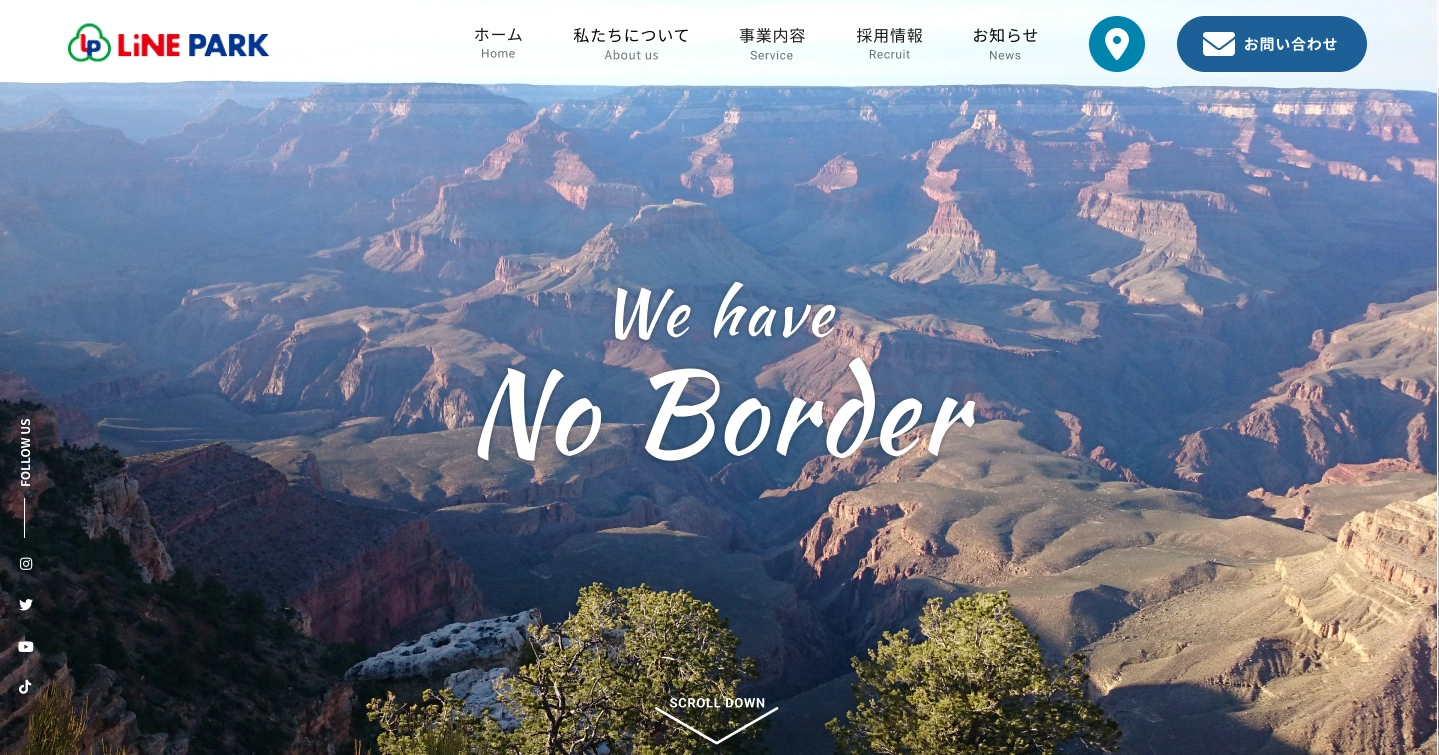 LP LiNE PARK
ホーム
Home
私たちについて
About us
事業内容
Service
採用情報
Recruit
お知らせ
News
お問い合わせ
We have
No Border
FOLLOW US
SCROLL DOWN